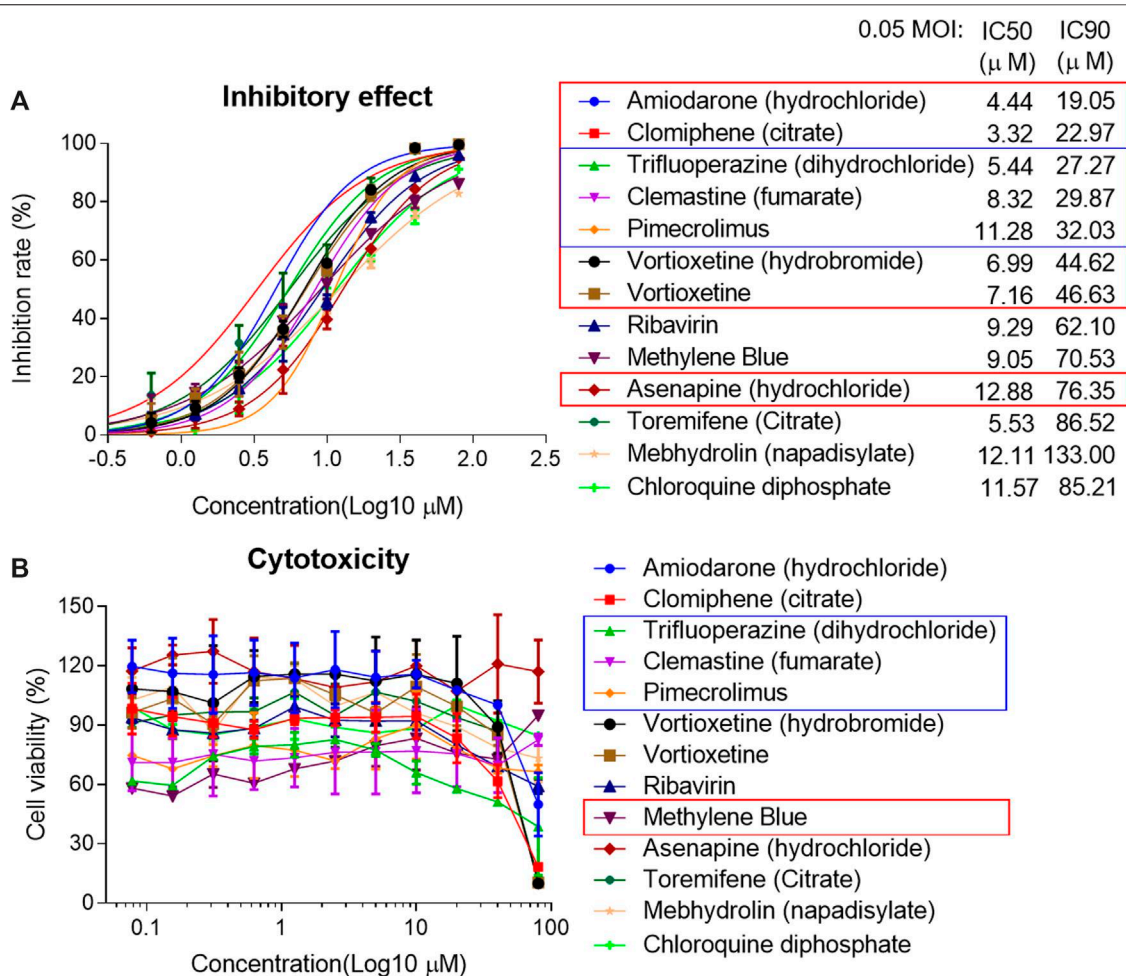 0.05 MOI: IC50 IC90
(μ M) (μ M)
A
Inhibitory effect
Amiodarone (hydrochloride) 4.44 19.05
Clomiphene (citrate) 3.32 22.97
Trifluoperazine (dihydrochloride) 5.44 27.27
Clemastine (fumarate) 8.32 29.87
Pimecrolimus 11.28 32.03
Vortioxetine (hydrobromide) 6.99 44.62
Vortioxetine 7.16 46.63
Ribavirin 9.29 62.10
Methylene Blue 9.05 70.53
Asenapine (hydrochloride) 12.88 76.35
Toremifene (Citrate) 5.53 86.52
Mebhydrolin (napadisylate) 12.11 133.00
Chloroquine diphosphate 11.57 85.21
Inhibition rate (%)
100
80
60
40
20
0
-0.5 0.0 0.5 1.0 1.5 2.0 2.5
Concentration(Log10 μM)
B
Cytotoxicity
Cell viability (%)
150
120
90
60
30
0
0.1 1 10 100
Concentration(Log10 μM)
Amiodarone (hydrochloride)
Clomiphene (citrate)
Trifluoperazine (dihydrochloride)
Clemastine (fumarate)
Pimecrolimus
Vortioxetine (hydrobromide)
Vortioxetine
Ribavirin
Methylene Blue
Asenapine (hydrochloride)
Toremifene (Citrate)
Mebhydrolin (napadisylate)
Chloroquine diphosphate